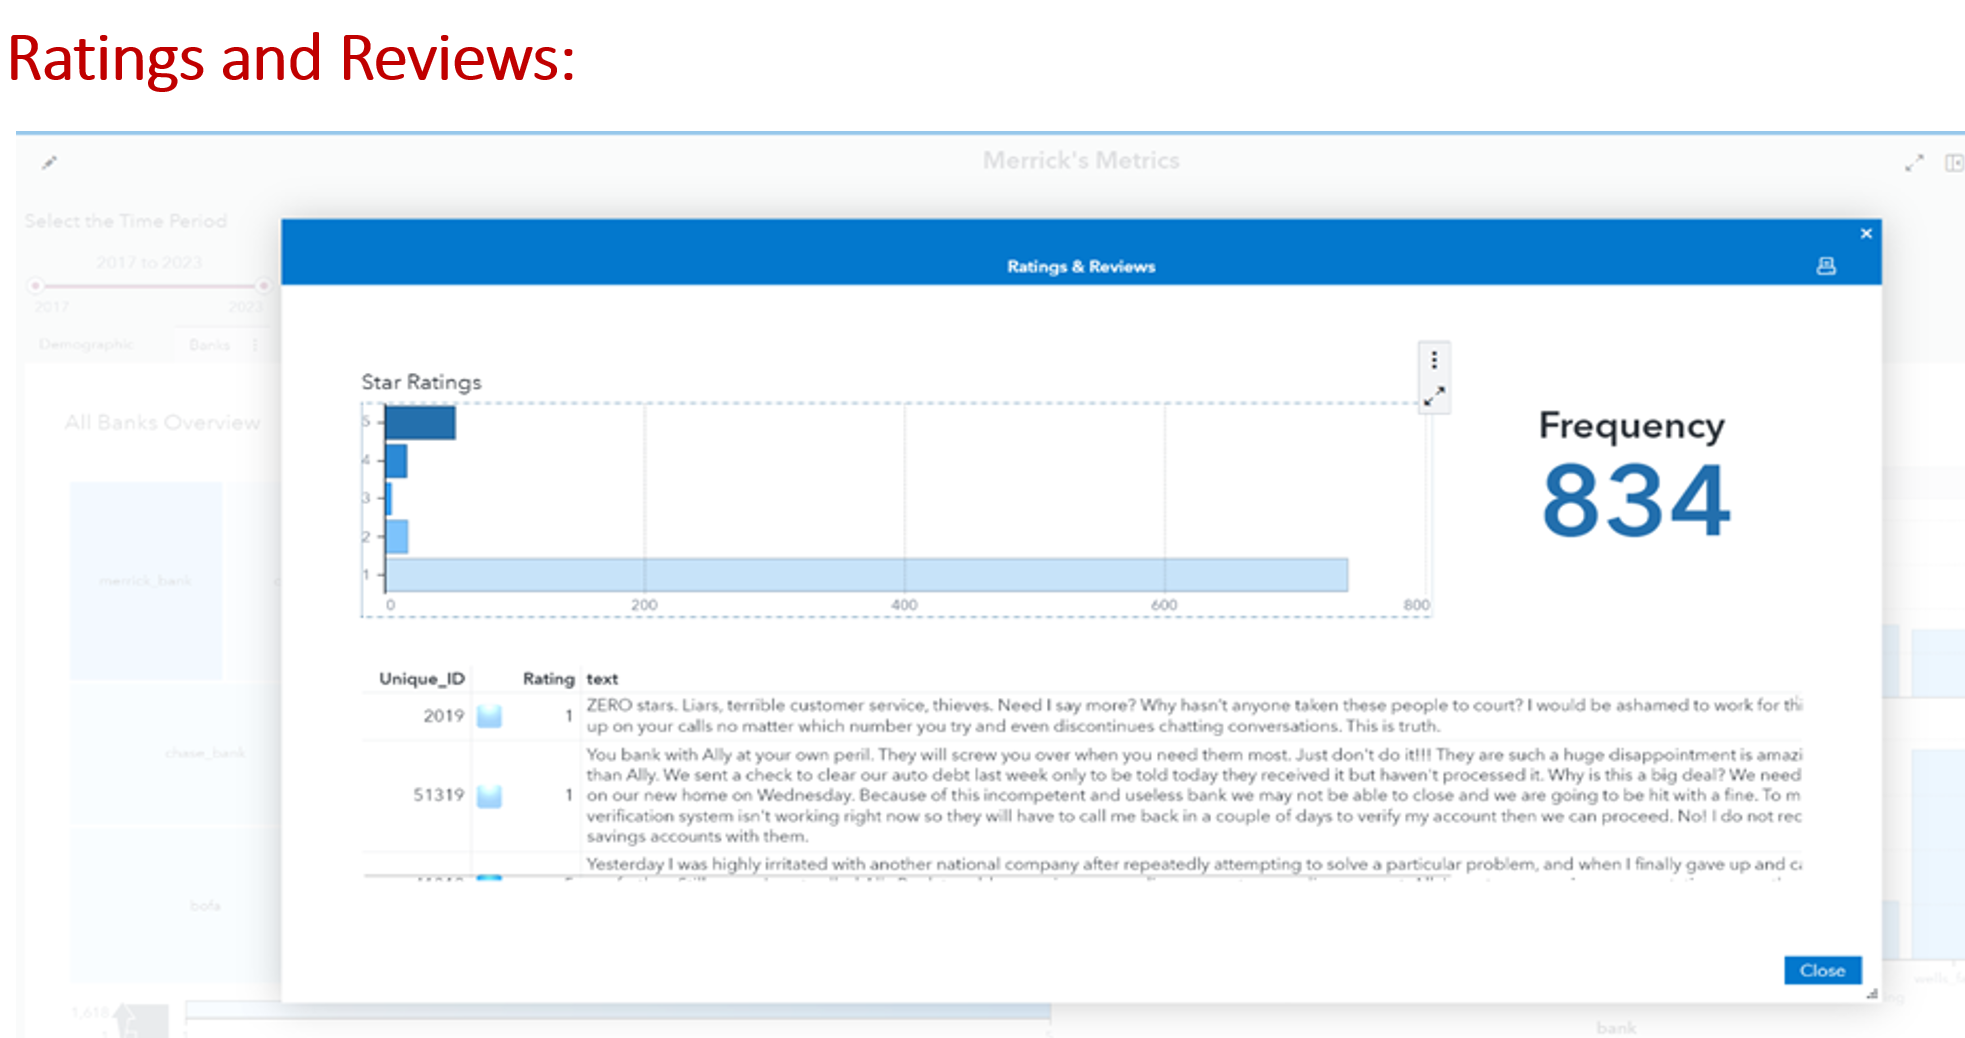 Ratings and Reviews:
Merrick's Metrics
Select the Time Period
2017 to 2023
2017
2023
Demographic
Banks
All Banks Overview
merrick_bank
chase_bank
bofa
1,618
Ratings & Reviews
Star Ratings
5
4
3
2
1
0
200
400
600
800
Frequency
834
Unique_ID
Rating
text
2019
1
ZERO stars. Liars, terrible customer service, thieves. Need I say more? Why hasn't anyone taken these people to court? I would be ashamed to work for
up on your calls no matter which number you try and even discontinues chatting conversations. This is truth.
51319
1
You bank with Ally at your own peril. They will screw you over when you need them most. Just don't do it!!! They are such a huge disappointment is amazi
than Ally. We sent a check to clear our auto debt last week only to be told today they received it but haven't processed it. Why is this a big deal? We need
on our new home on Wednesday. Because of this incompetent and useless bank we may not be able to close and we are going to be hit with a fine. To m
verification system isn't working right now so they will have to call me back in a couple of days to verify my account then we can proceed. No! I do not rec
savings accounts with them.
Yesterday I was highly irritated with another national company after repeatedly attempting to solve a particular problem, and when I finally gave up and ca
Close
bank